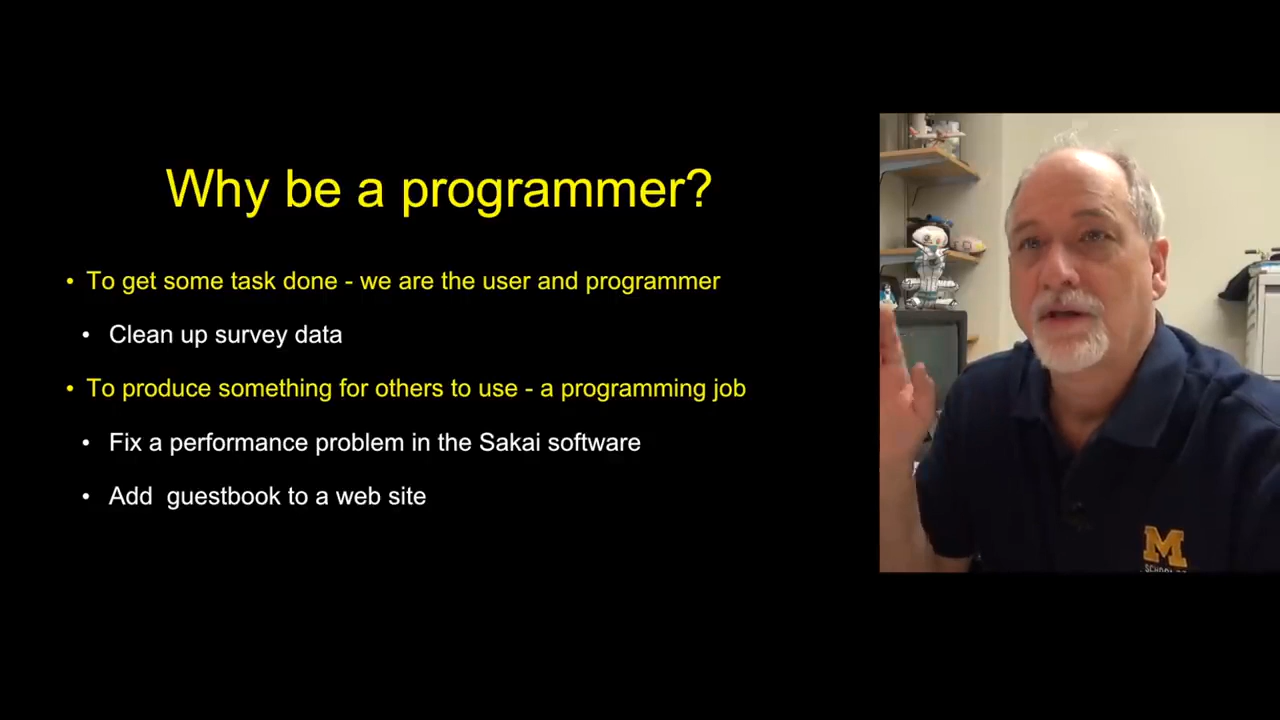 Why be a programmer?
• To get some task done - we are the user and programmer
• Clean up survey data
• To produce something for others to use - a programming job
• Fix a performance problem in the Sakai software
• Add  guestbook to a web site
M